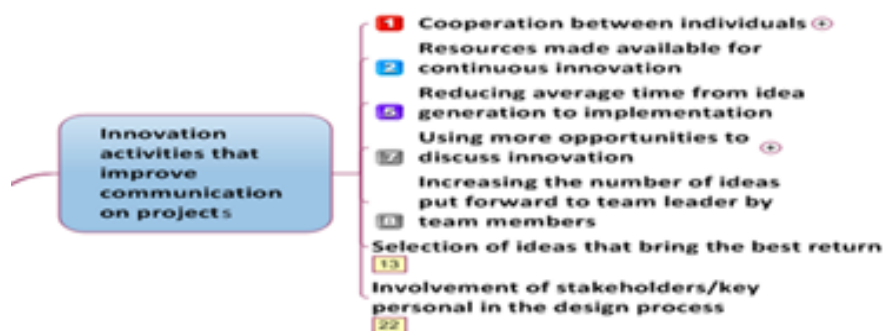 Innovation
activities that
improve
communication
on projects
1 Cooperation between individuals
Resources made available for
2 continuous innovation
Reducing average time from idea
5 generation to implementation
Using more opportunities to
7 discuss innovation
Increasing the number of ideas
put forward to team leader by
8 team members
Selection of ideas that bring the best return
13
Involvement of stakeholders/key
personal in the design process
22